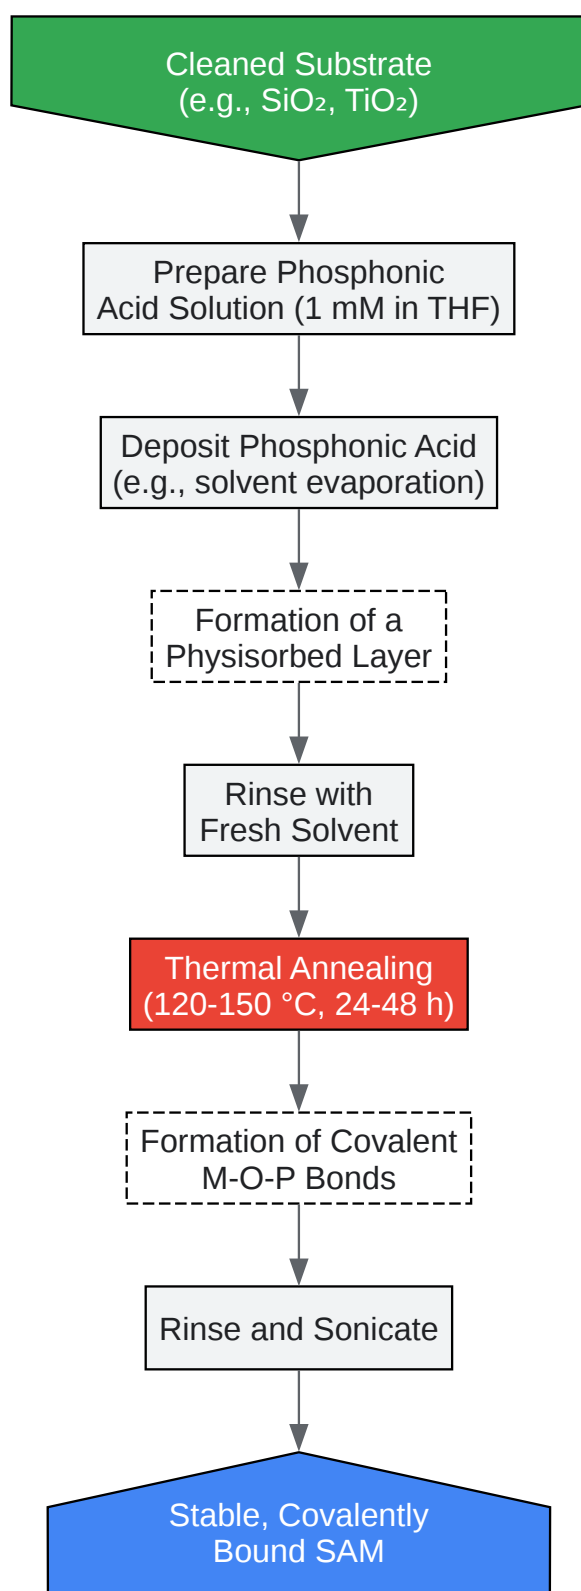 Cleaned Substrate
(e.g., SiO₂, TiO₂)
Prepare Phosphonic
Acid Solution (1 mM in THF)
Deposit Phosphonic Acid
(e.g., solvent evaporation)
Formation of a
Physisorbed Layer
Rinse with
Fresh Solvent
Thermal Annealing
(120-150 °C, 24-48 h)
Formation of Covalent
M-O-P Bonds
Rinse and Sonicate
Stable, Covalently
Bound SAM